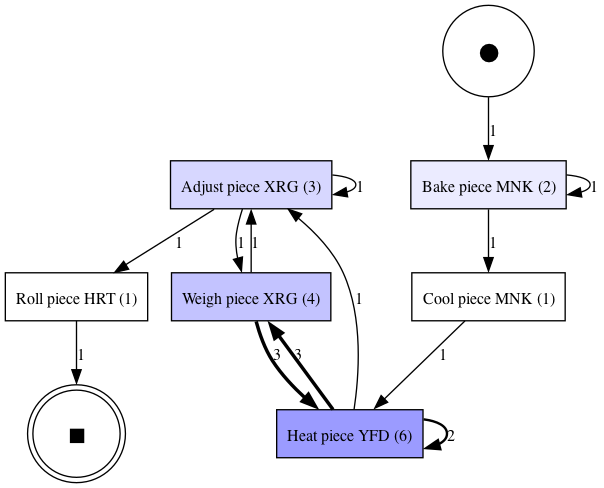 1
Adjust piece XRG (3)
1
Bake piece MNK (2)
1
1
1
1
1
Roll piece HRT (1)
Weigh piece XRG (4)
1
Cool piece MNK (1)
1
3
3
1
Heat piece YFD (6)
2